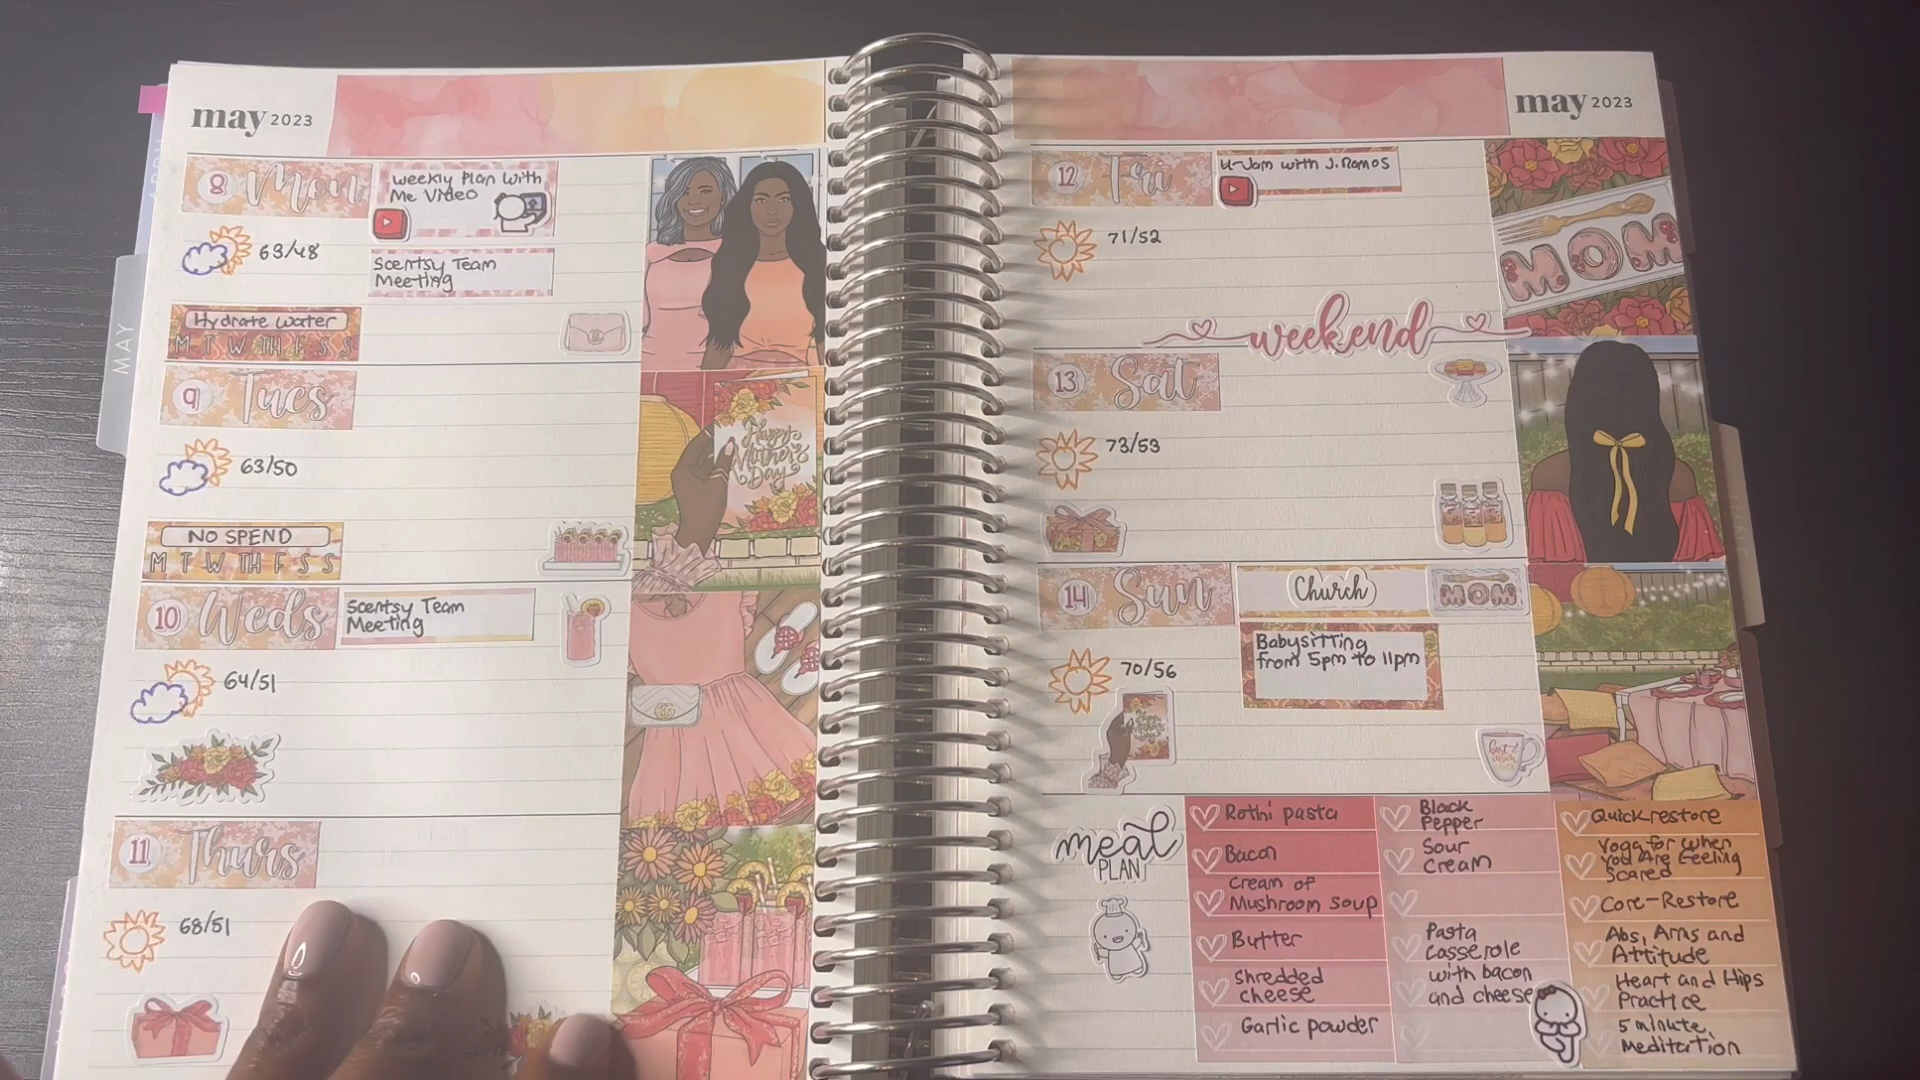 may 2023
8 Mon
Weekly Plan With
Me Video
63/48
Scentsy Team
Meeting
Hydrate Water
M T W TH F S S
MAY
9 Tues
63/50
Happy
Mother's
Day
NO SPEND
M T W TH F S S
10 Weds
Scentsy Team
Meeting
64/51
11 Thurs
68/51
may 2023
12 Fri
U-Jam with J. Ramos
71/52
MOM
weekend
13 Sat
73/53
14 Sun
Church
MOM
Babysitting
from 5pm to 11pm
70/56
meal
PLAN
Rothi pasta
Bacon
Cream of
Mushroom soup
Butter
shredded
cheese
Garlic powder
Black
Pepper
Sour
Cream
Pasta
Casserole
with bacon
and cheese
Quick restore
Yoga for When
You Are Feeling
Scared
Core-Restore
Abs, Arms and
Attitude
Heart and Hips
Practice
5 minute
Meditation